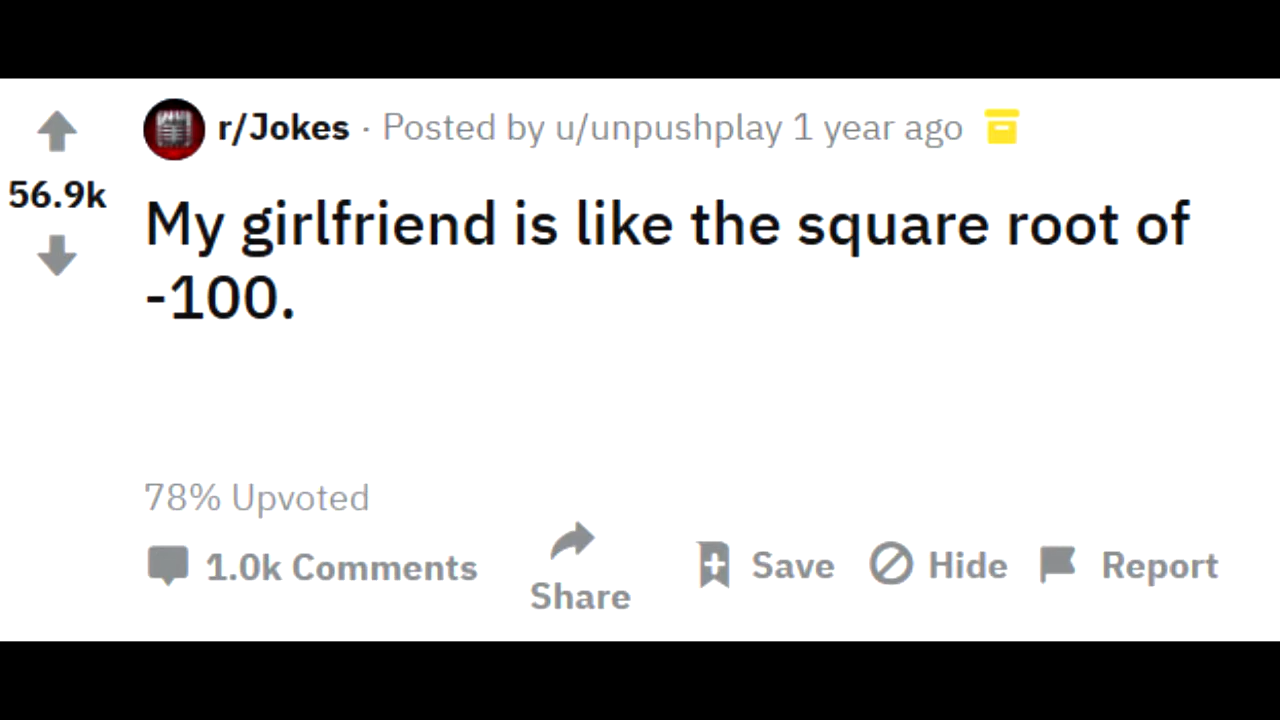 r/Jokes · Posted by u/unpushplay 1 year ago
56.9k
My girlfriend is like the square root of
-100.
78% Upvoted
1.0k Comments Share Save Hide Report